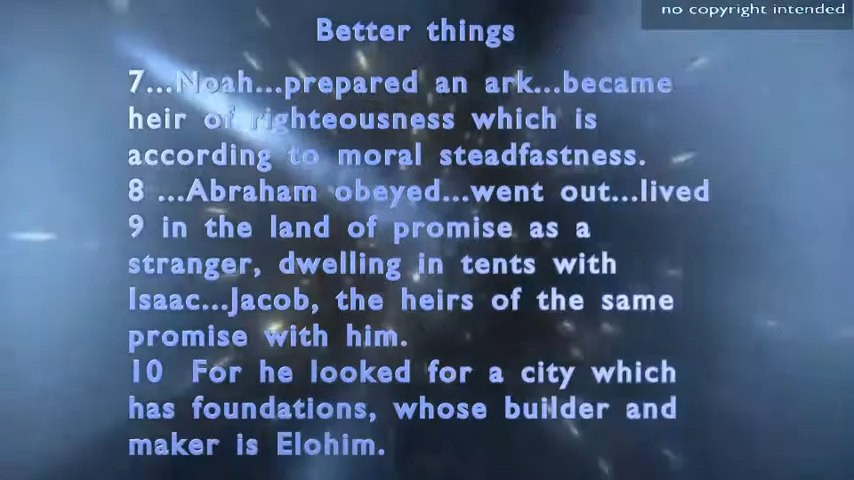 no copyright intended
Better things
7...Noah...prepared an ark...became
heir of righteousness which is
according to moral steadfastness.
8 ...Abraham obeyed...went out...lived
9 in the land of promise as a
stranger, dwelling in tents with
Isaac...Jacob, the heirs of the same
promise with him.
10 For he looked for a city which
has foundations, whose builder and
maker is Elohim.